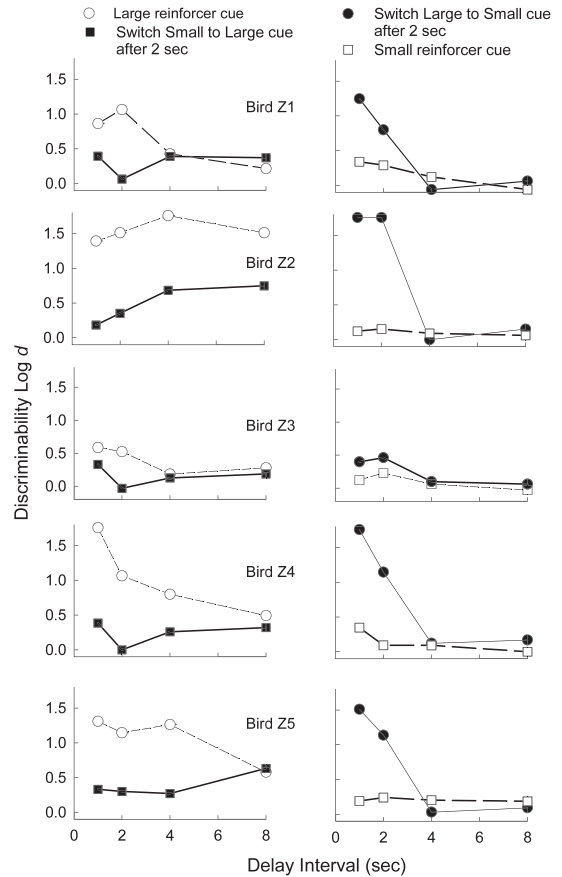 Large reinforcer cue
Switch Small to Large cue
after 2 sec
Switch Large to Small cue
after 2 sec
Small reinforcer cue
1.5
1.0
0.5
0.0
Bird Z1
1.5
1.0
0.5
0.0
Bird Z2
1.5
1.0
0.5
0.0
Bird Z3
1.5
1.0
0.5
0.0
Bird Z4
1.5
1.0
0.5
0.0
Bird Z5
0 2 4 6 8
0 2 4 6 8
Discriminability Log d
Delay Interval (sec)